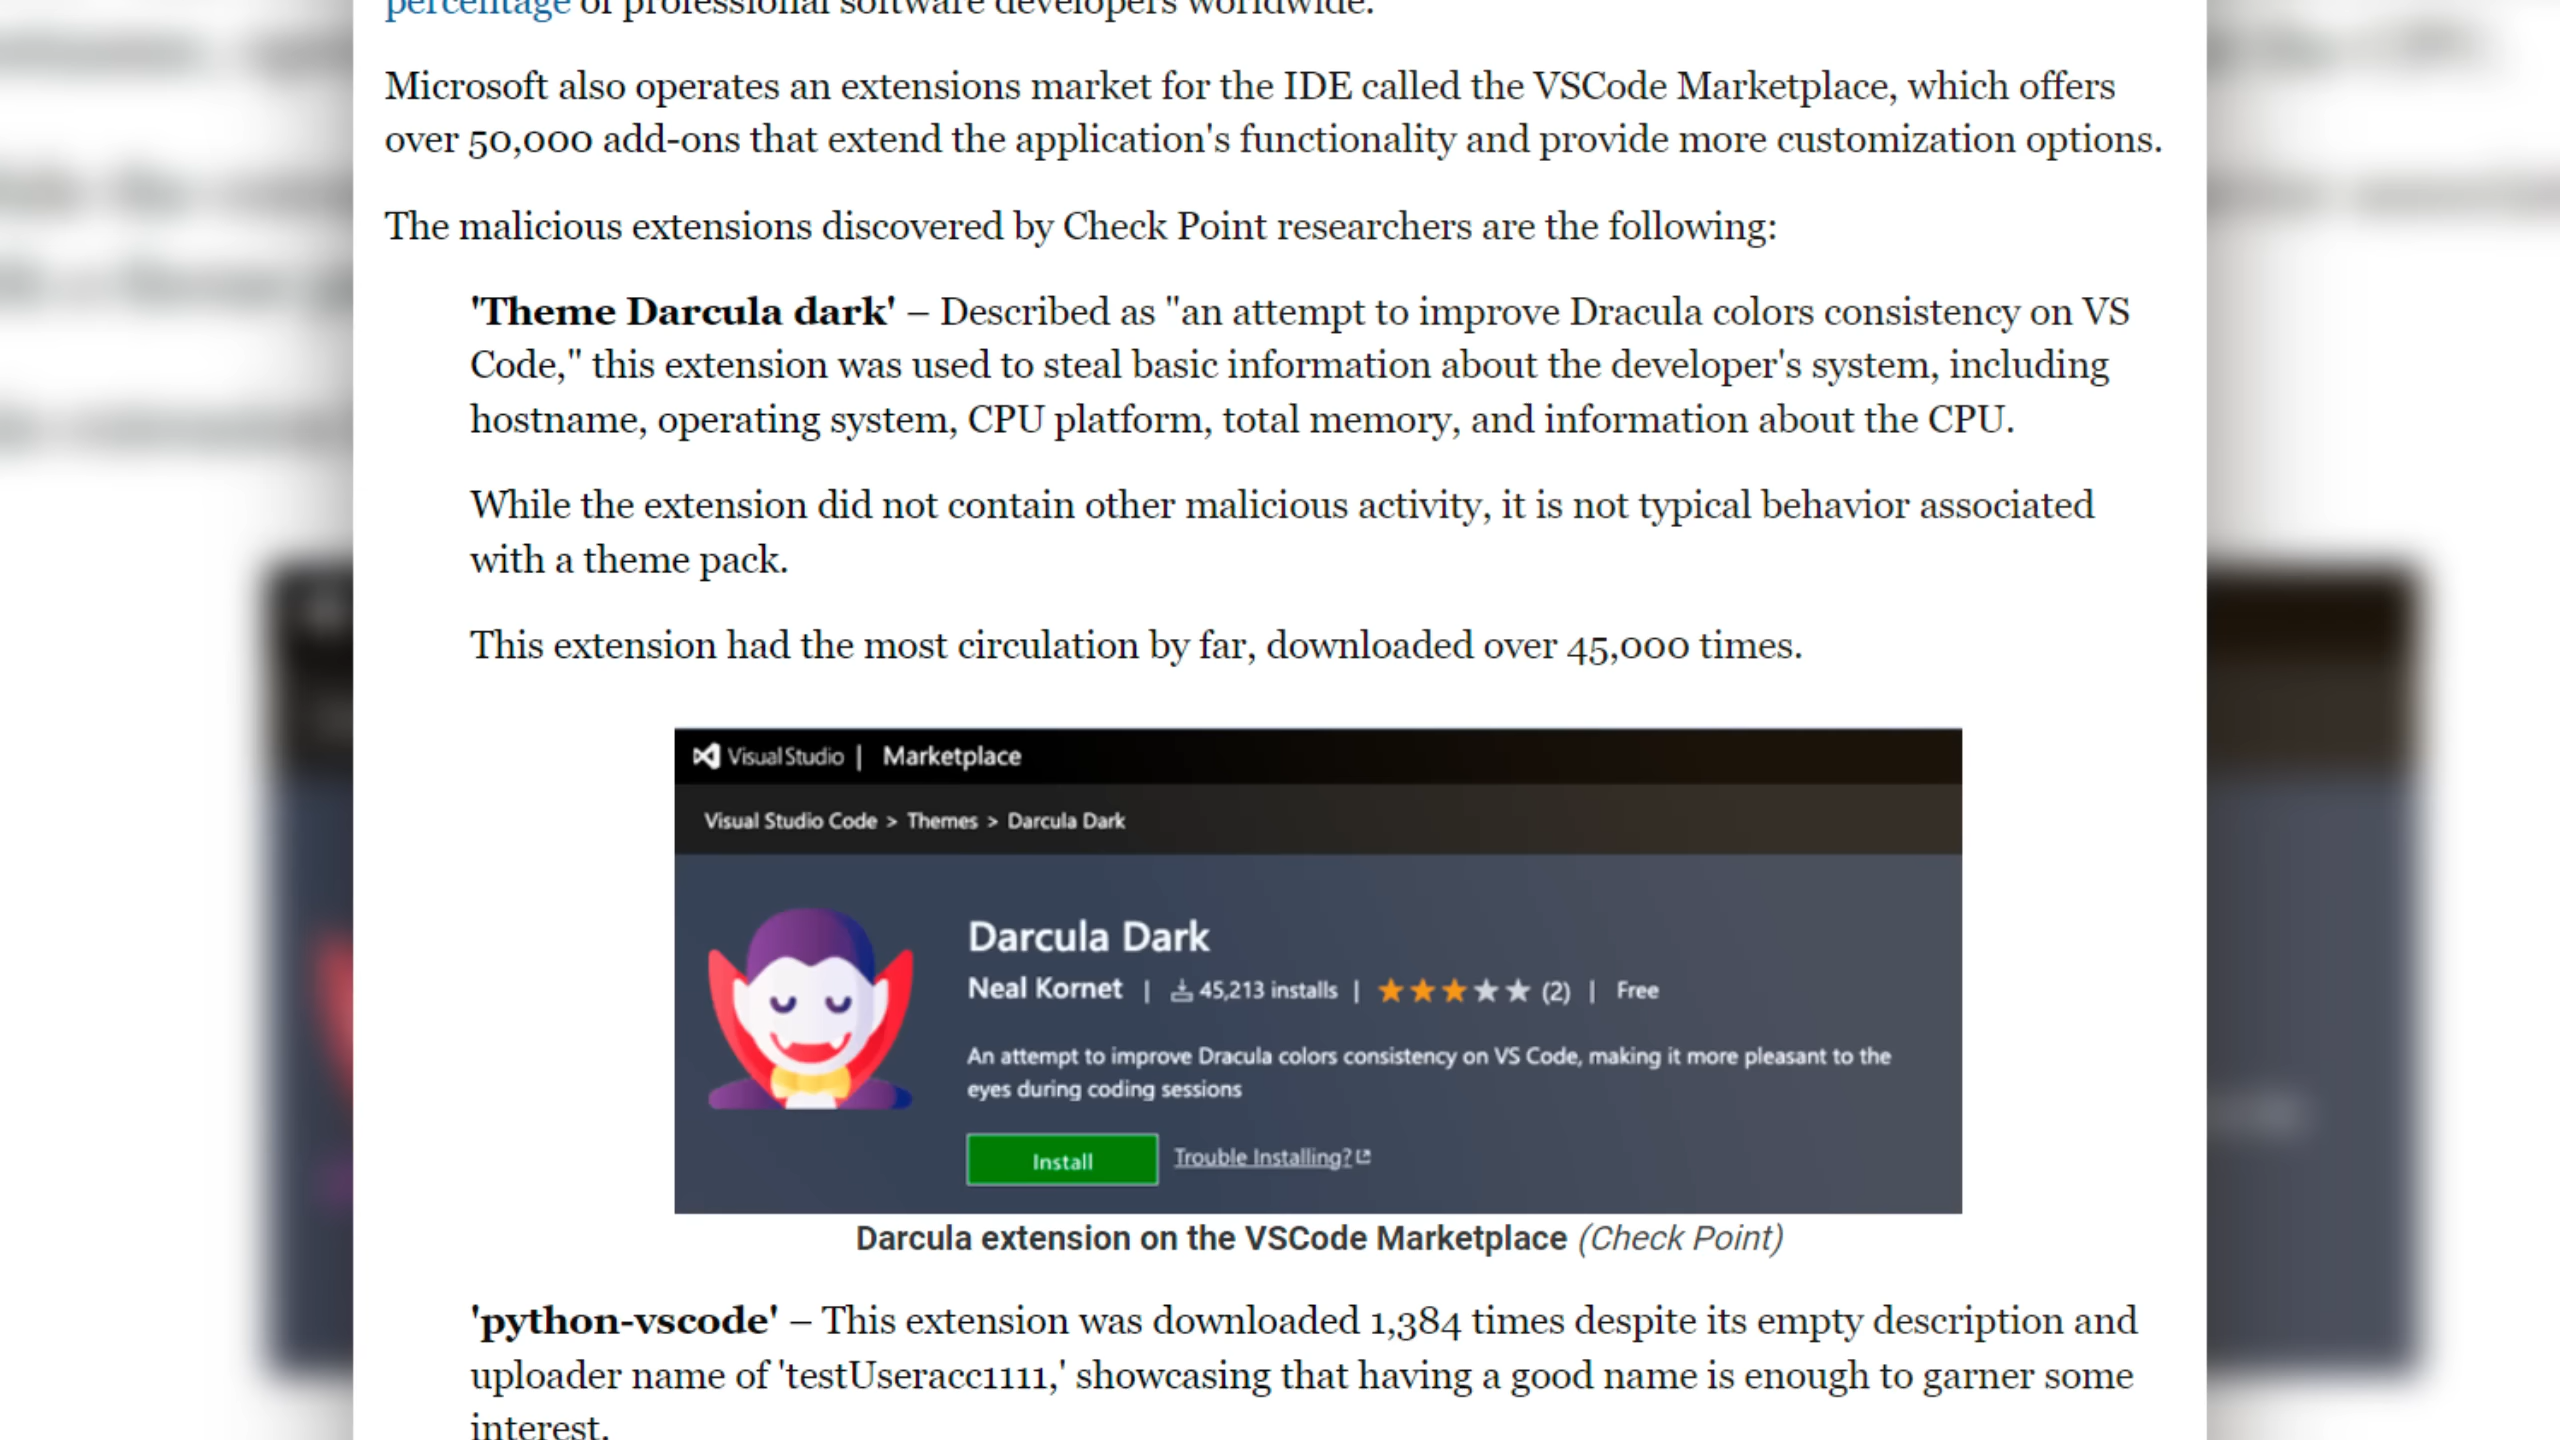 percentage of professional software developers worldwide.
Microsoft also operates an extensions market for the IDE called the VSCode Marketplace, which offers
over 50,000 add-ons that extend the application's functionality and provide more customization options.
The malicious extensions discovered by Check Point researchers are the following:
'Theme Darcula dark' – Described as "an attempt to improve Dracula colors consistency on VS
Code," this extension was used to steal basic information about the developer's system, including
hostname, operating system, CPU platform, total memory, and information about the CPU.
While the extension did not contain other malicious activity, it is not typical behavior associated
with a theme pack.
This extension had the most circulation by far, downloaded over 45,000 times.
Visual Studio | Marketplace
Visual Studio Code > Themes > Darcula Dark
Darcula Dark
Neal Kornet | 45,213 installs | ★★★★★ (2) | Free
An attempt to improve Dracula colors consistency on VS Code, making it more pleasant to the
eyes during coding sessions
Install Trouble Installing?
Darcula extension on the VSCode Marketplace (Check Point)
'python-vscode' – This extension was downloaded 1,384 times despite its empty description and
uploader name of 'testUseracc1111,' showcasing that having a good name is enough to garner some
interest.